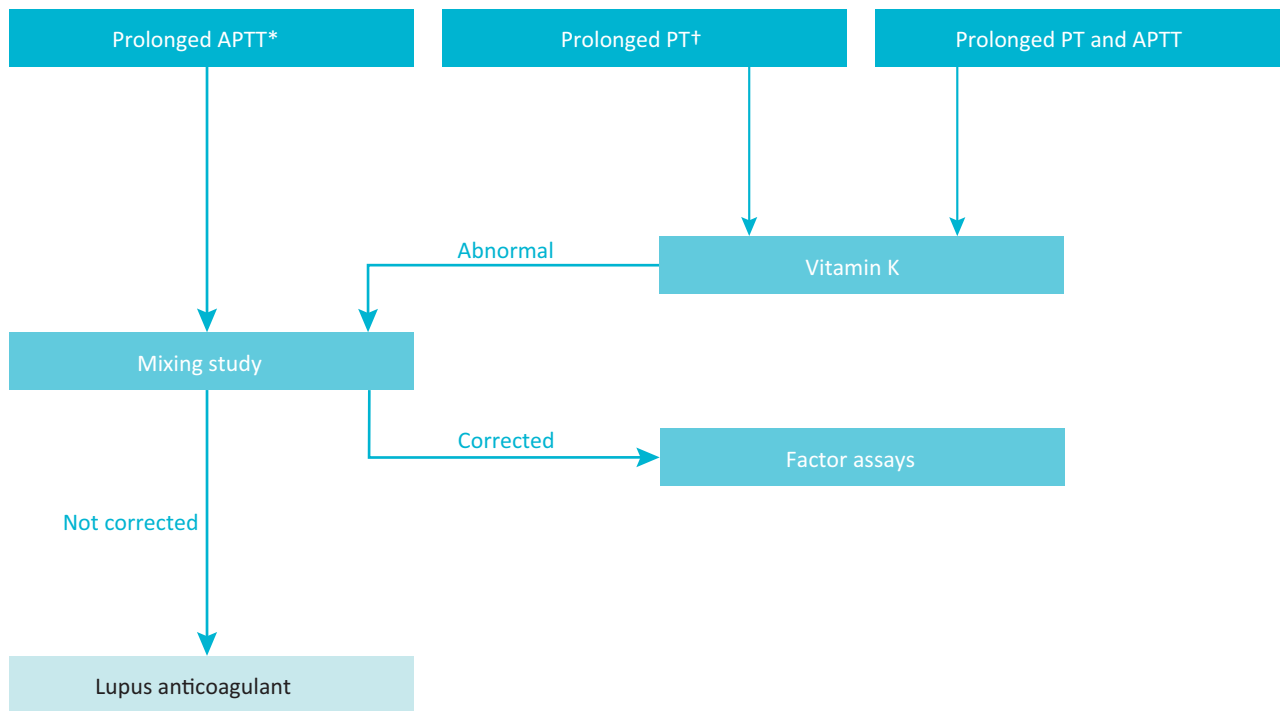 Prolonged APTT*
Prolonged PT†
Prolonged PT and APTT
Abnormal
Vitamin K
Mixing study
Corrected
Factor assays
Not corrected
Lupus anticoagulant